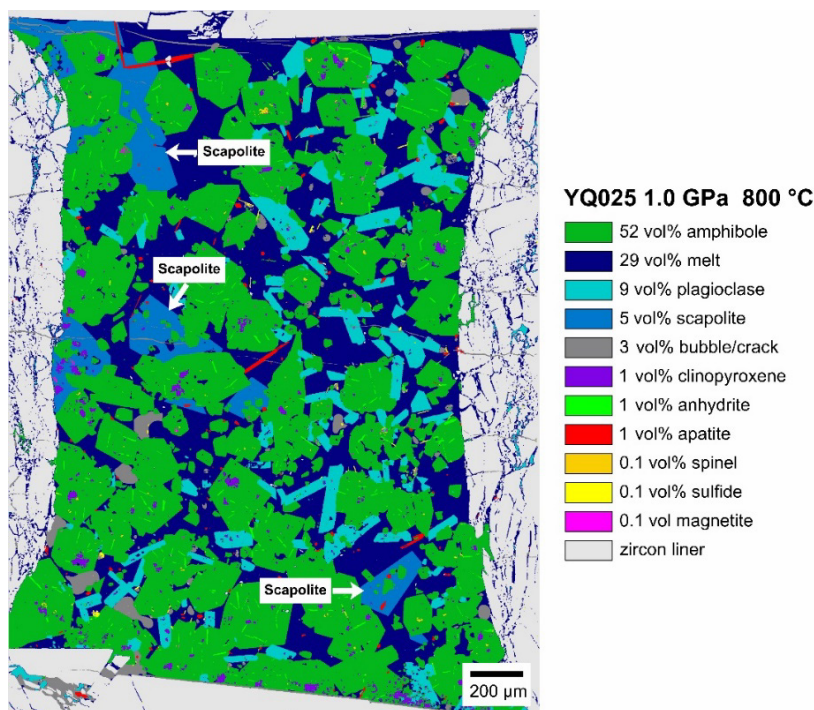 Scapolite
Scapolite
Scapolite
200 µm
YQ025 1.0 GPa 800 °C
52 vol% amphibole
29 vol% melt
9 vol% plagioclase
5 vol% scapolite
3 vol% bubble/crack
1 vol% clinopyroxene
1 vol% anhydrite
1 vol% apatite
0.1 vol% spinel
0.1 vol% sulfide
0.1 vol magnetite
zircon liner